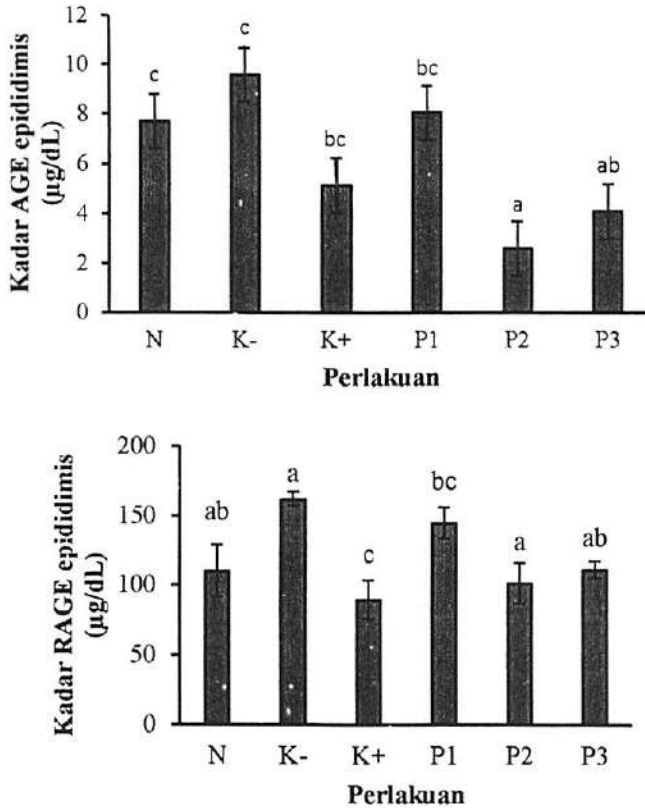 Kadar AGE epididimis
(µg/dL)
12
10
8
6
4
2
0
c
c
bc
bc
a
ab
N K- K+ P1 P2 P3
Perlakuan
Kadar RAGE epididimis
(µg/dL)
200
150
100
50
0
ab
a
c
bc
a
ab
N K- K+ P1 P2 P3
Perlakuan